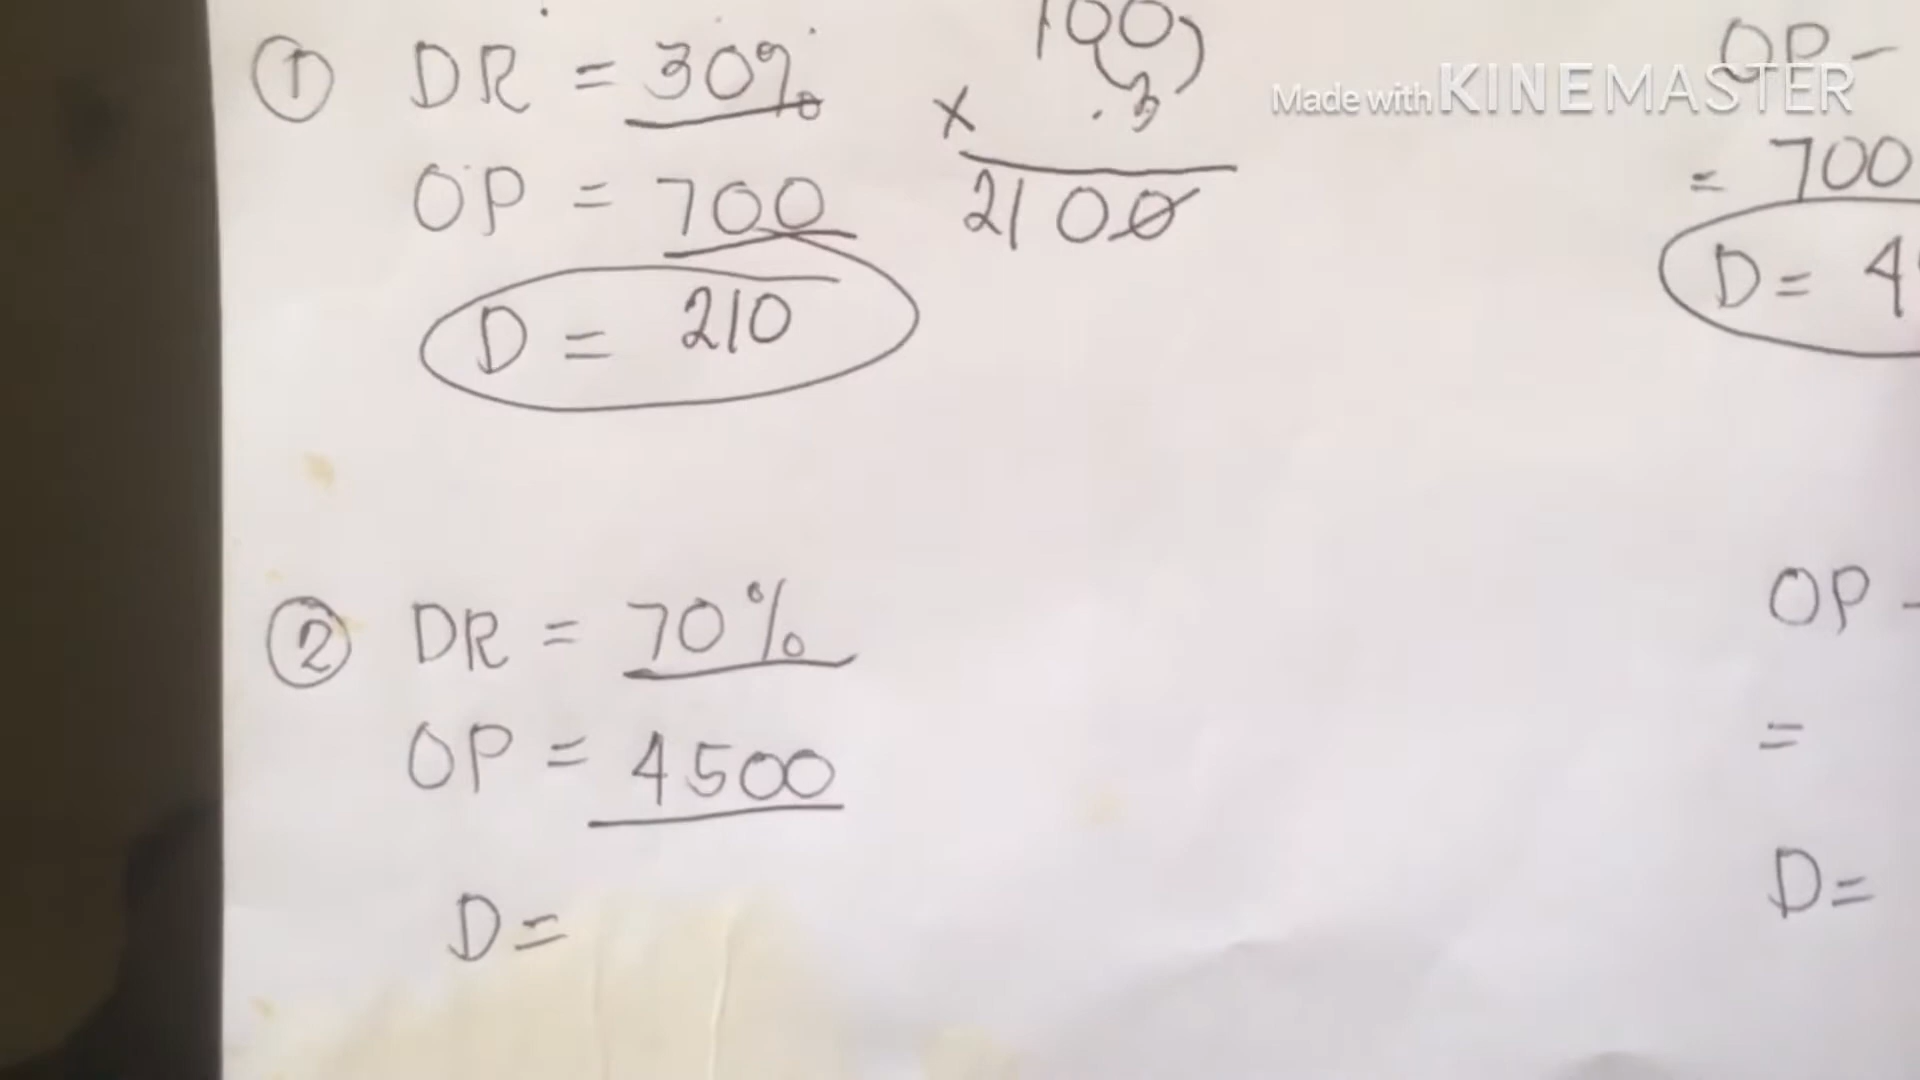 ① DR = 30%
OP = 700
D = 210
00
× .3
2100
OP -
= 700
D = 4
② DR = 70%
OP = 4500
D =
OP -
=
D =
Made with KINEMASTER